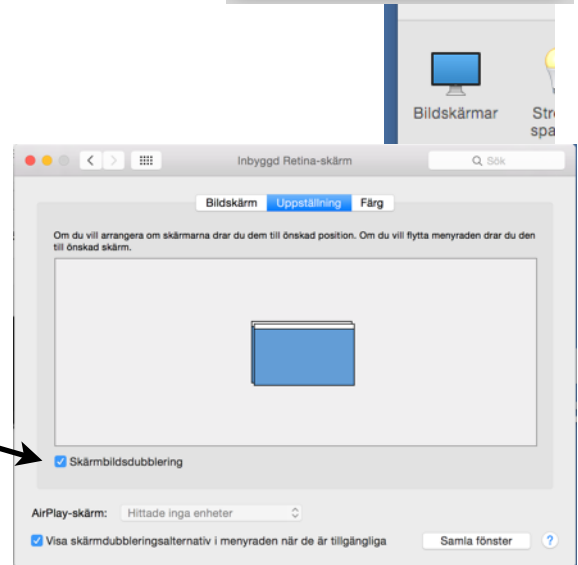 Bildskärmar
Inbyggd Retina-skärm
Sök
Bildskärm Uppställning Färg
Om du vill arrangera om skärmarna drar du dem till önskad position. Om du vill flytta menyraden drar du den
till önskad skärm.
Skärmbildsdubblering
AirPlay-skärm: Hittade inga enheter
Visa skärmdubbleringsalternativ i menyraden när de är tillgängliga Samla fönster ?